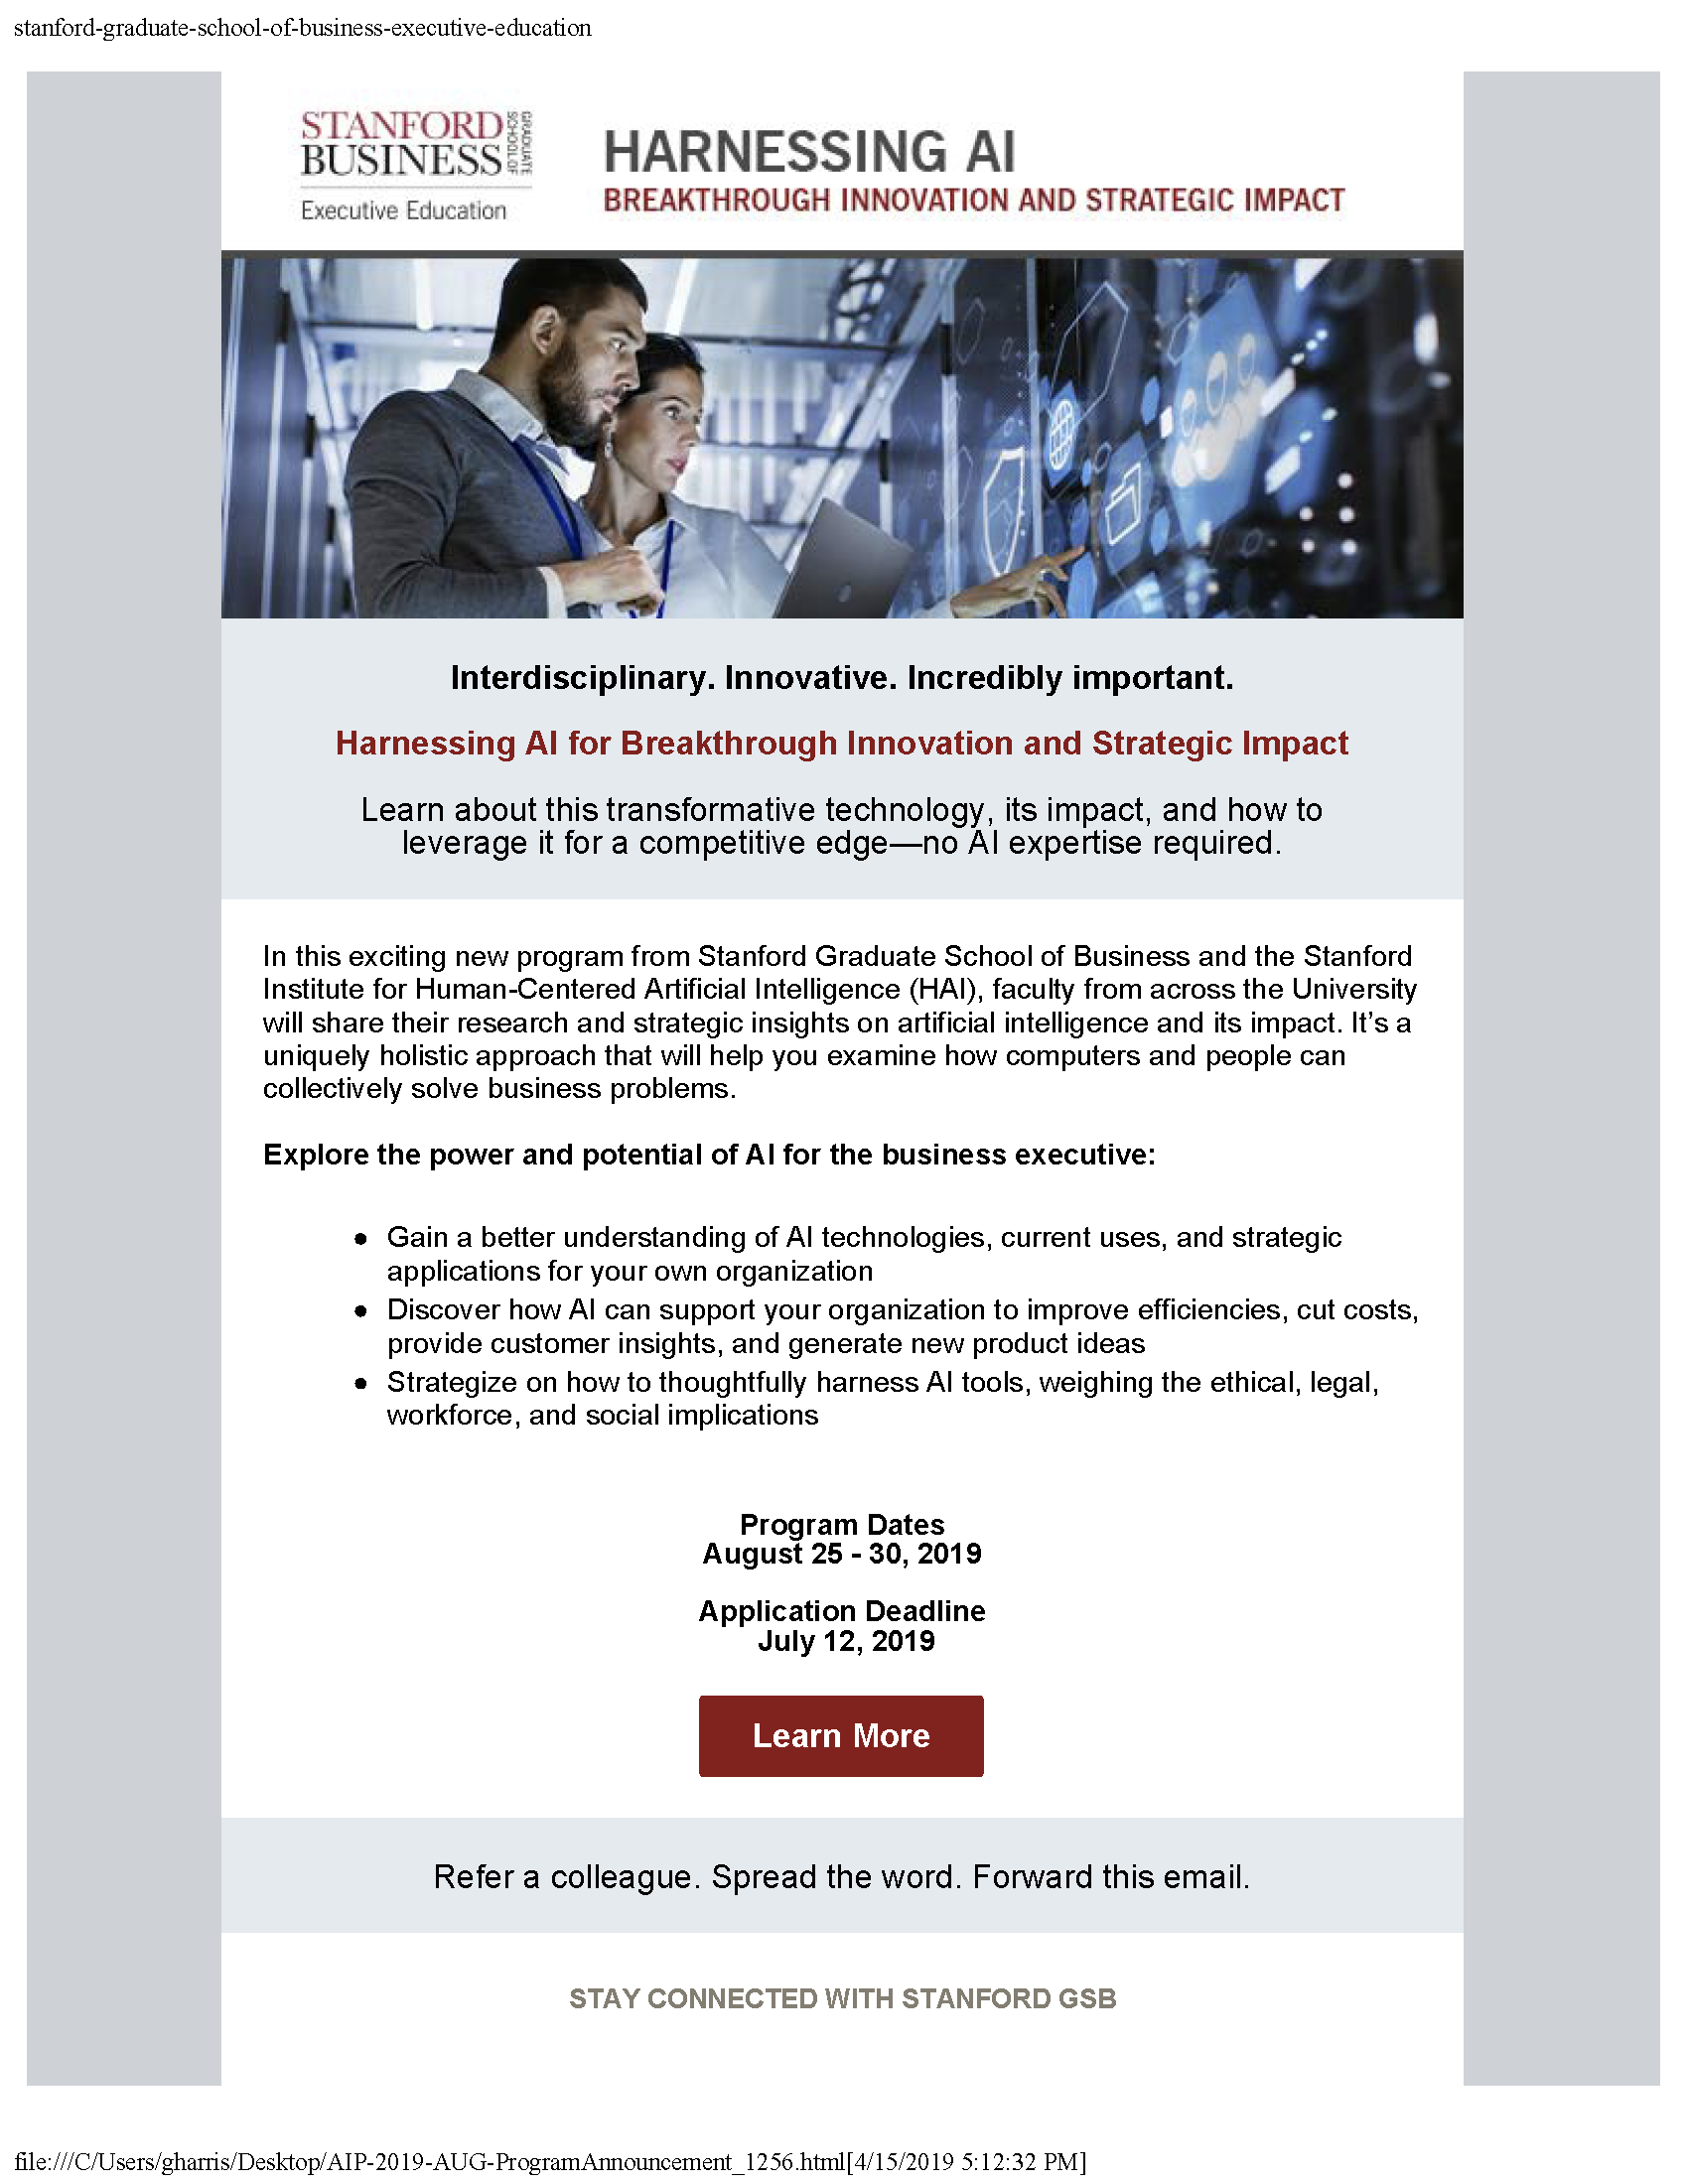 stanford-graduate-school-of-business-executive-education
STANFORD
BUSINESS
GRADUATE
SCHOOL OF
Executive Education
HARNESSING AI
BREAKTHROUGH INNOVATION AND STRATEGIC IMPACT
Interdisciplinary. Innovative. Incredibly important.
Harnessing AI for Breakthrough Innovation and Strategic Impact
Learn about this transformative technology, its impact, and how to
leverage it for a competitive edge—no AI expertise required.
In this exciting new program from Stanford Graduate School of Business and the Stanford
Institute for Human-Centered Artificial Intelligence (HAI), faculty from across the University
will share their research and strategic insights on artificial intelligence and its impact. It’s a
uniquely holistic approach that will help you examine how computers and people can
collectively solve business problems.
Explore the power and potential of AI for the business executive:
• Gain a better understanding of AI technologies, current uses, and strategic
applications for your own organization
• Discover how AI can support your organization to improve efficiencies, cut costs,
provide customer insights, and generate new product ideas
• Strategize on how to thoughtfully harness AI tools, weighing the ethical, legal,
workforce, and social implications
Program Dates
August 25 - 30, 2019
Application Deadline
July 12, 2019
Learn More
Refer a colleague. Spread the word. Forward this email.
STAY CONNECTED WITH STANFORD GSB
file:///C/Users/gharris/Desktop/AIP-2019-AUG-ProgramAnnouncement_1256.html[4/15/2019 5:12:32 PM]